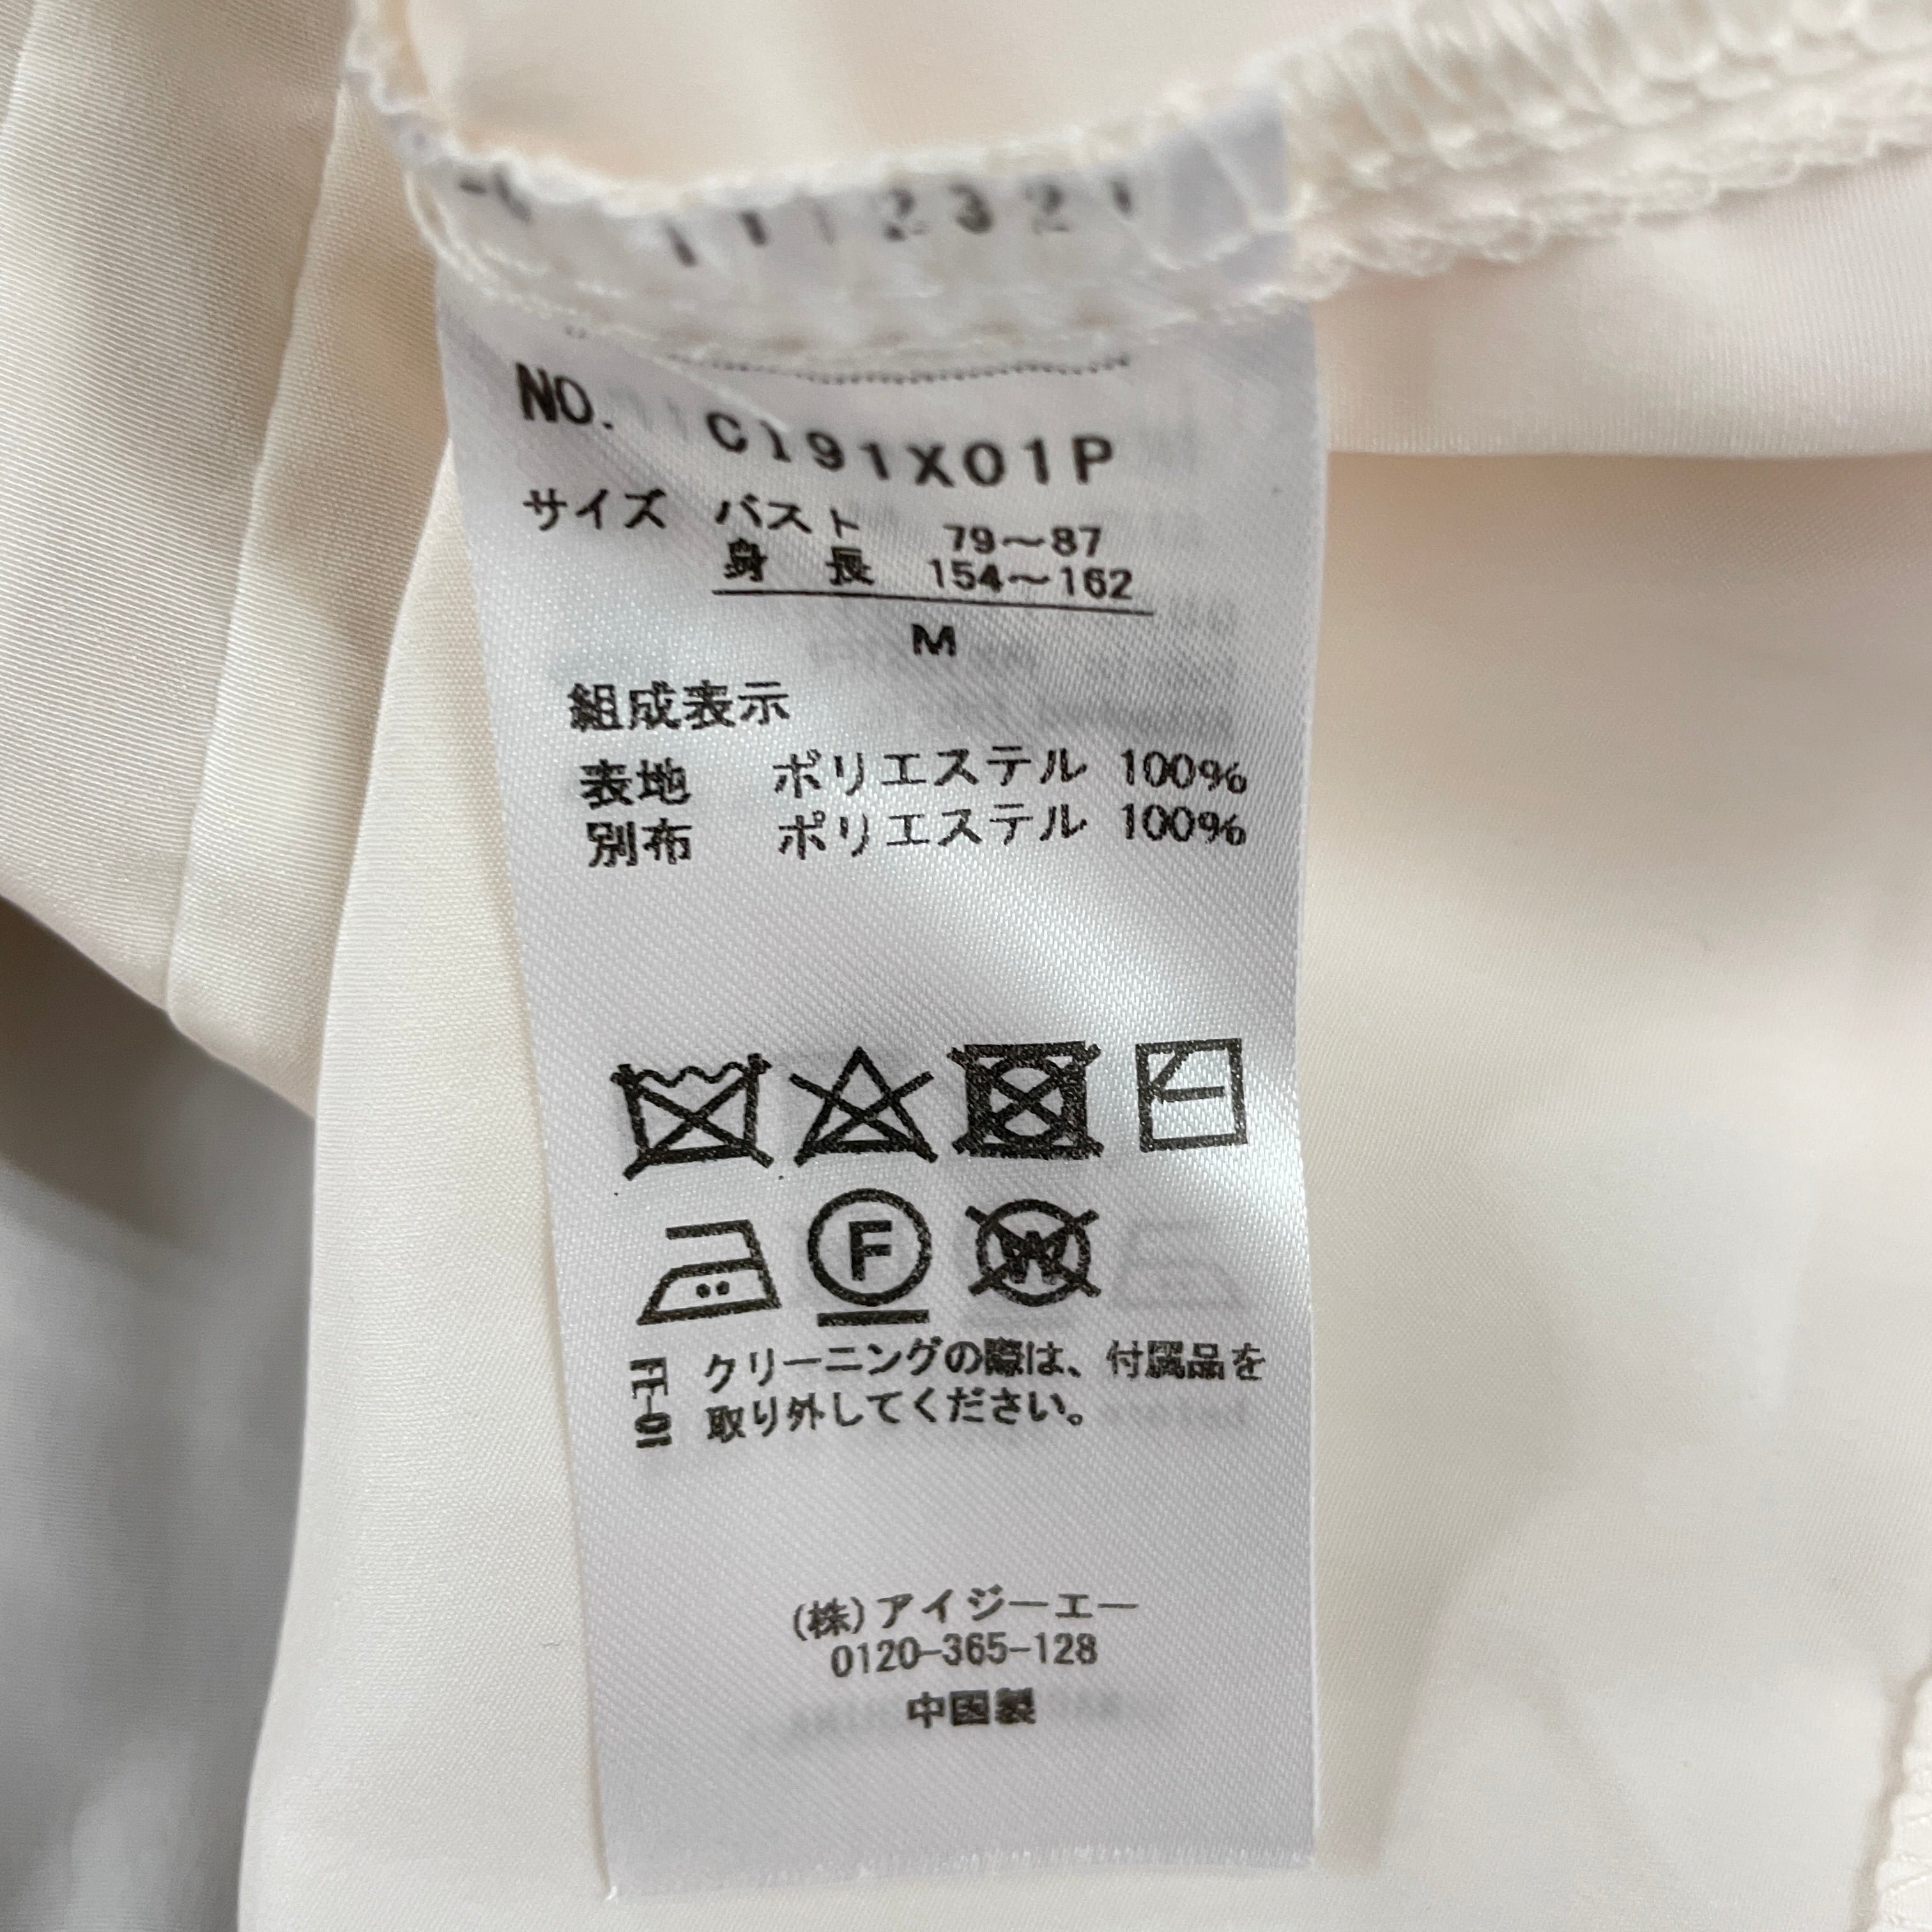 NO. C191X01P
サイズ バスト 79〜87
身長 154〜162
M
組成表示
表地 ポリエステル 100%
別布 ポリエステル 100%
F W
FF-01 クリーニングの際は、付属品を
取り外してください。
(株)アイジーエー
0120-365-128
中国製